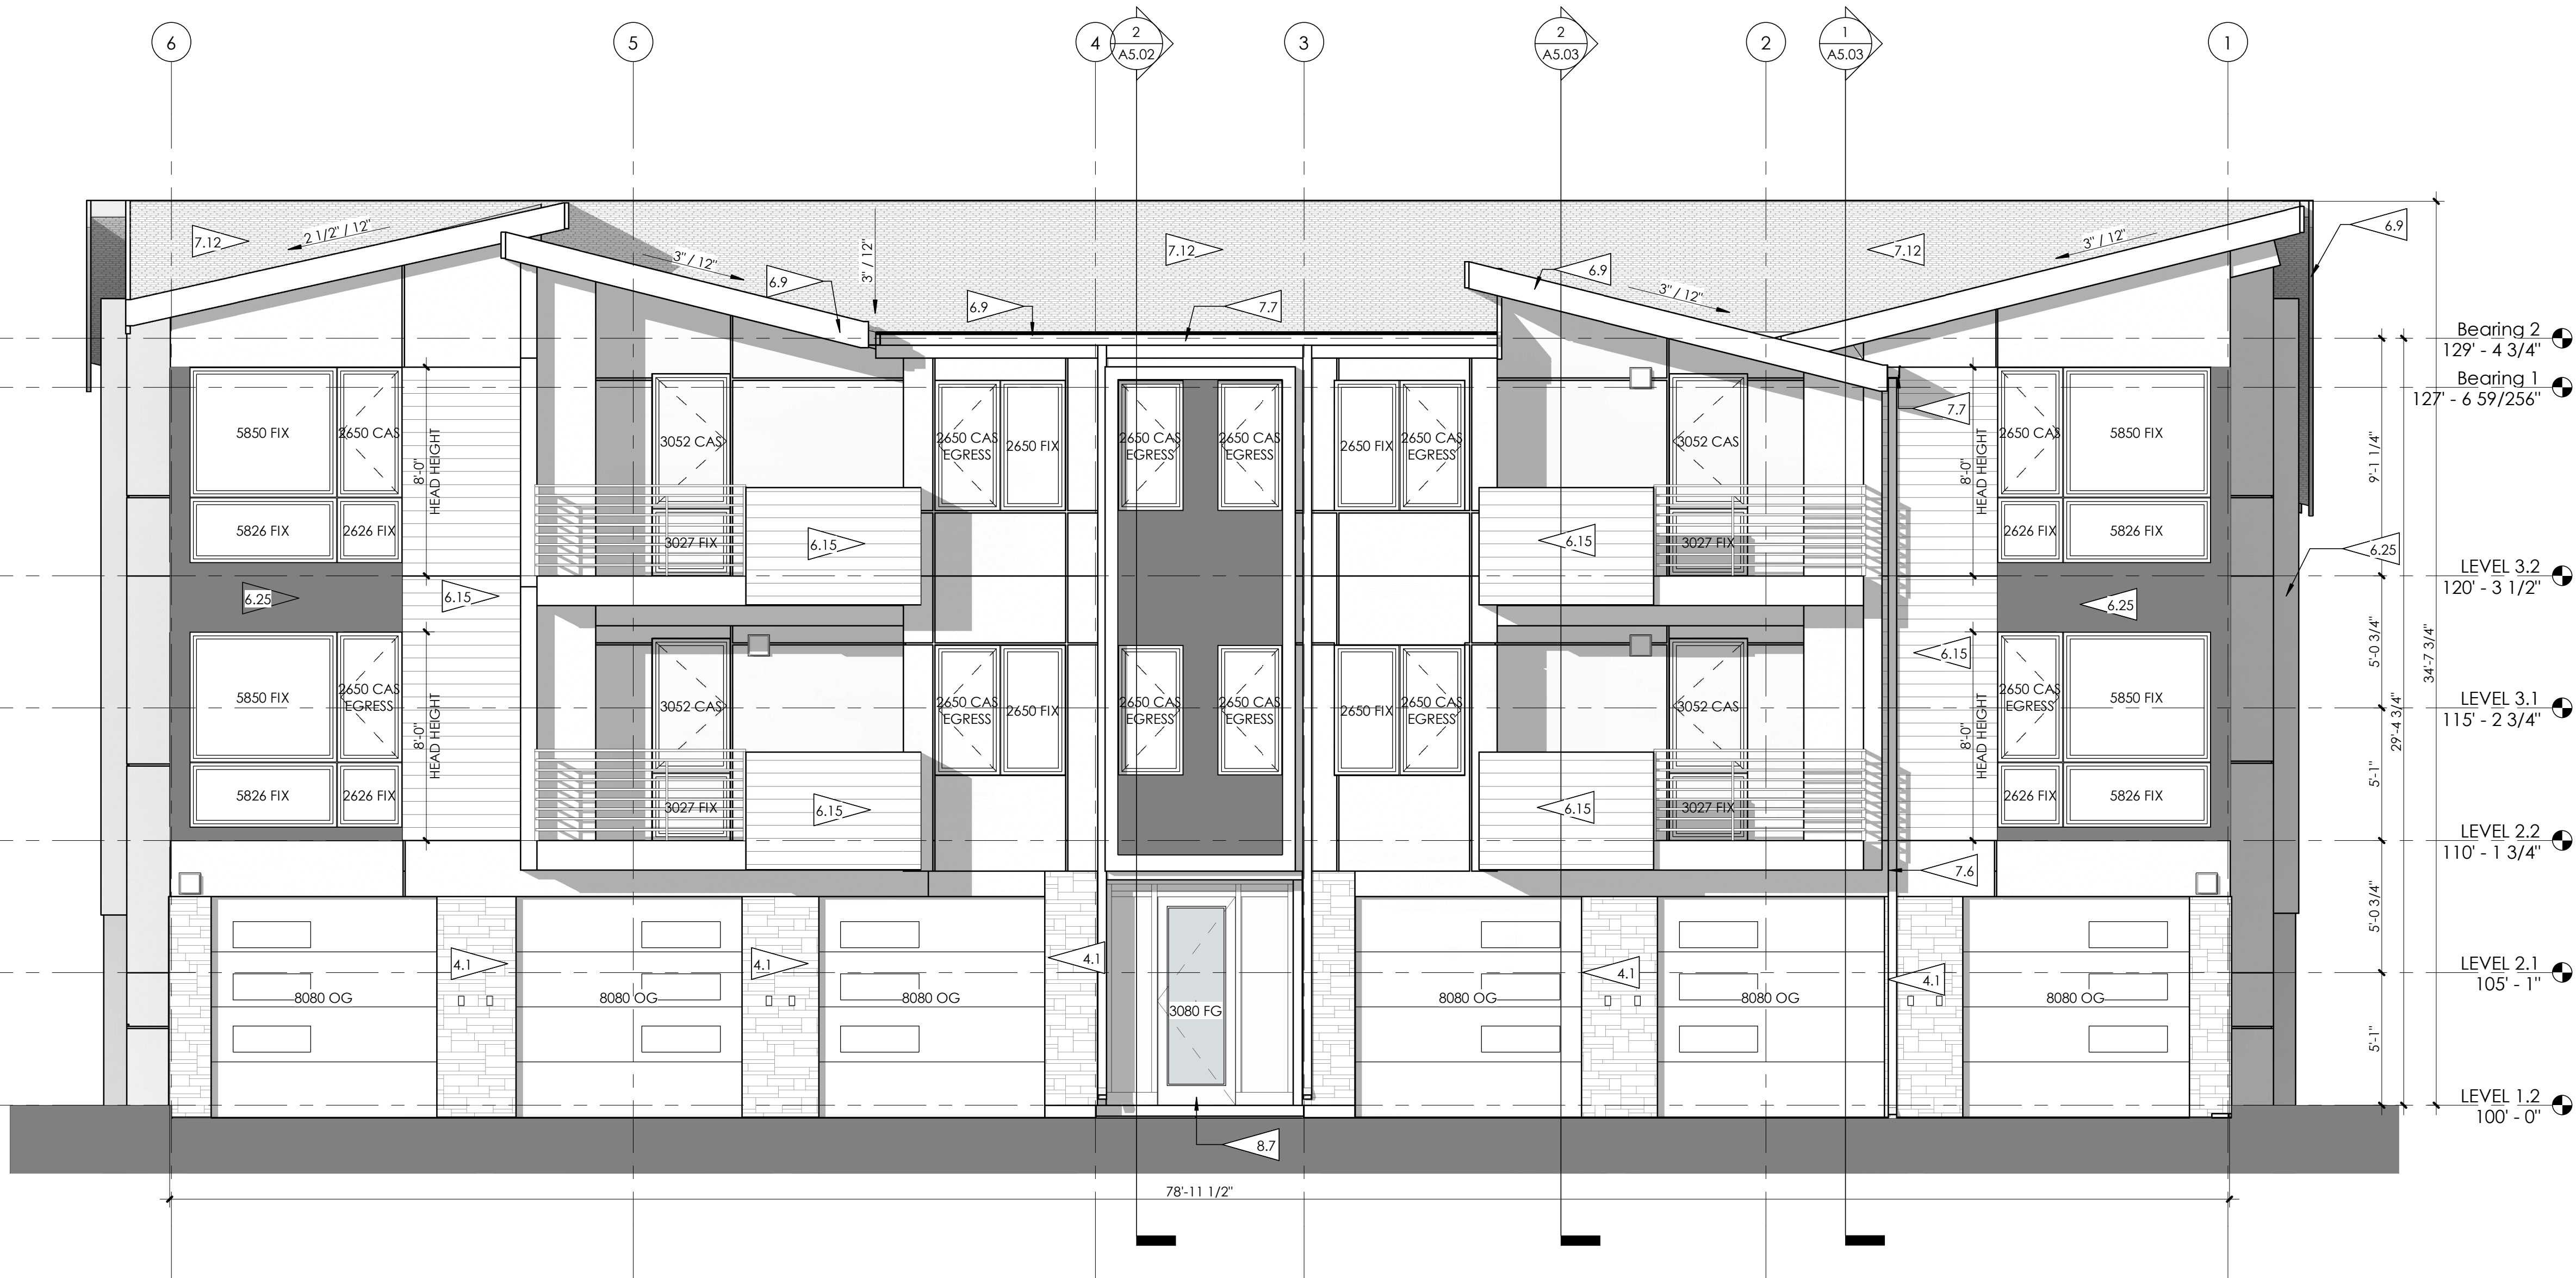 6
5
4
2
A5.02
3
2
A5.03
2
1
A5.03
1
7.12
2 1/2" / 12"
3" / 12"
6.9
3" / 12"
6.9
7.12
7.7
6.9
3" / 12"
7.12
3" / 12"
6.9
Bearing 2
129' - 4 3/4"
Bearing 1
127' - 6 59/256"
7.7
5850 FIX
2650 CAS
8'-0"
HEAD HEIGHT
3052 CAS
2650 CAS
EGRESS
2650 FIX
2650 CAS
EGRESS
2650 CAS
EGRESS
2650 FIX
2650 CAS
EGRESS
3052 CAS
8'-0"
HEAD HEIGHT
2650 CAS
5850 FIX
9'-1 1/4"
5826 FIX
2626 FIX
3027 FIX
6.15
6.15
3027 FIX
2626 FIX
5826 FIX
6.25
LEVEL 3.2
120' - 3 1/2"
6.25
6.15
6.25
6.15
5'-0 3/4"
34'-7 3/4"
5850 FIX
2650 CAS
EGRESS
8'-0"
HEAD HEIGHT
3052 CAS
2650 CAS
EGRESS
2650 FIX
2650 CAS
EGRESS
2650 CAS
EGRESS
2650 FIX
2650 CAS
EGRESS
3052 CAS
8'-0"
HEAD HEIGHT
2650 CAS
EGRESS
5850 FIX
LEVEL 3.1
115' - 2 3/4"
29'-4 3/4"
5'-1"
5826 FIX
2626 FIX
3027 FIX
6.15
6.15
3027 FIX
2626 FIX
5826 FIX
LEVEL 2.2
110' - 1 3/4"
7.6
5'-0 3/4"
4.1
4.1
4.1
4.1
4.1
LEVEL 2.1
105' - 1"
8080 OG
8080 OG
8080 OG
3080 FG
8080 OG
8080 OG
8080 OG
5'-1"
LEVEL 1.2
100' - 0"
8.7
78'-11 1/2"